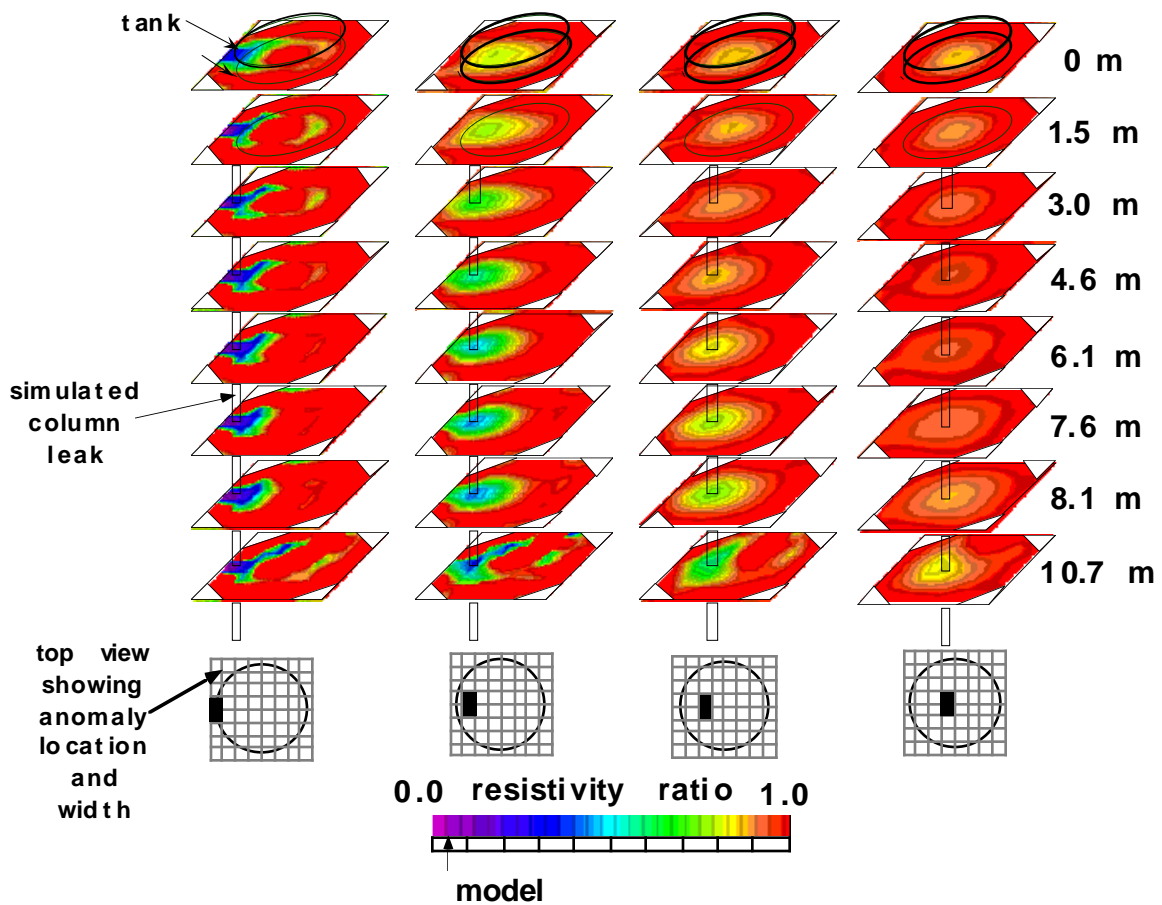 tank
0 m
1.5 m
3.0 m
4.6 m
6.1 m
simulated
column
leak
7.6 m
8.1 m
10.7 m
top view
showing
anomaly
location
and
width
0.0 resistivity ratio 1.0
model